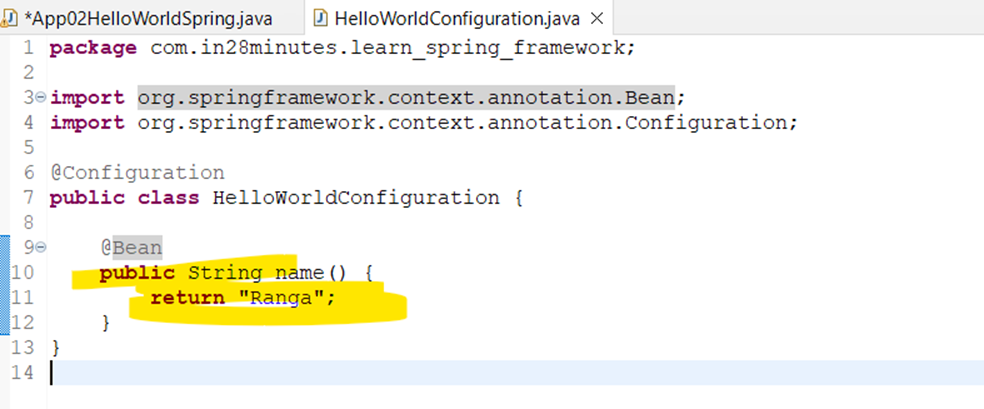 *App02HelloWorldSpring.java HelloWorldConfiguration.java
1 package com.in28minutes.learn_spring_framework;
2
3 import org.springframework.context.annotation.Bean;
4 import org.springframework.context.annotation.Configuration;
5
6 @Configuration
7 public class HelloWorldConfiguration {
8
9 @Bean
10 public String name() {
11 return "Ranga";
12 }
13 }
14